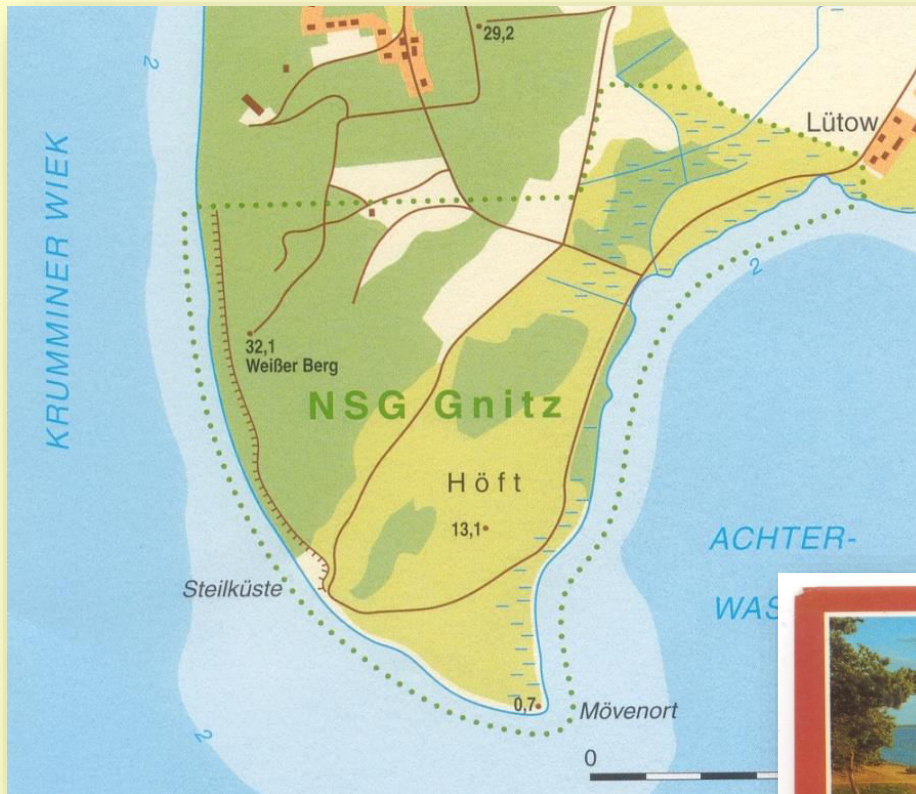 29,2
2
Lütow
KRUMMINER WIEK
2
32,1
Weißer Berg
NSG Gnitz
Höft
13,1
ACHTER-
Steilküste
0,7
Mövenort
2
0